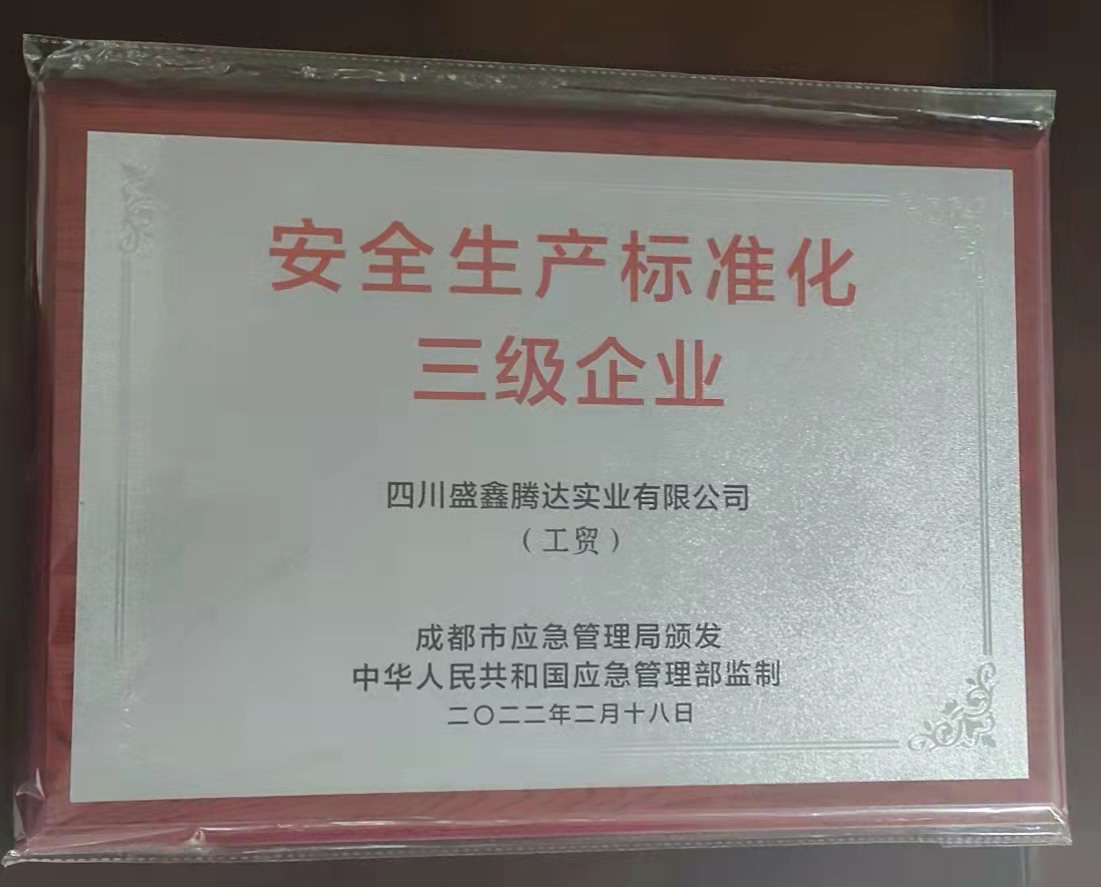 安全生产标准化
三级企业
四川盛鑫腾达实业有限公司
（工贸）
成都市应急管理局颁发
中华人民共和国应急管理部监制
二〇二二年二月十八日